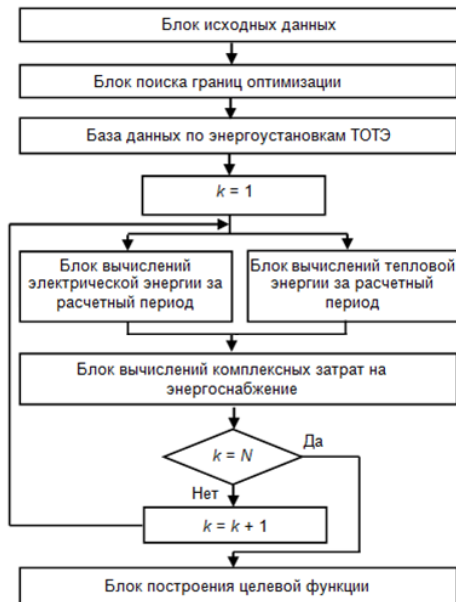 Блок исходных данных
Блок поиска границ оптимизации
База данных по энергоустановкам ТОТЭ
k = 1
Блок вычислений
электрической энергии за
расчетный период
Блок вычислений тепловой
энергии за расчетный
период
Блок вычислений комплексных затрат на
энергоснабжение
k = N
Да
Нет
k = k + 1
Блок построения целевой функции